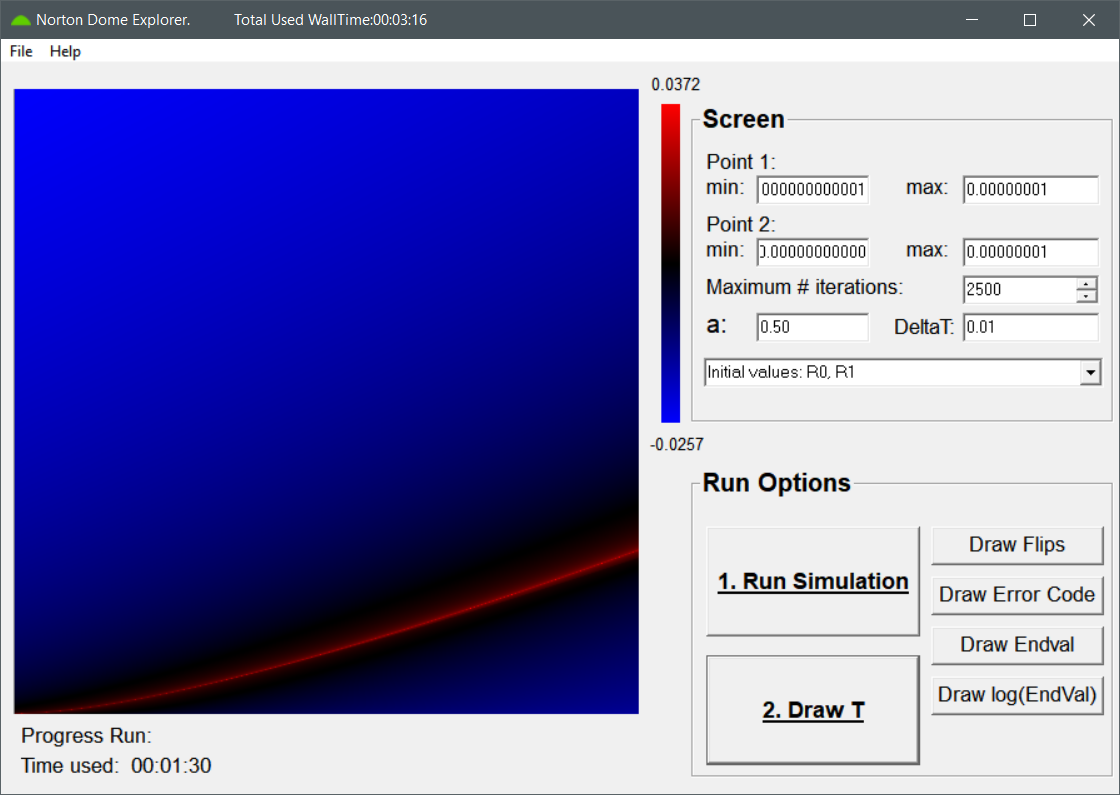 Norton Dome Explorer. Total Used WallTime:00:03:16
File Help
0.0372
Screen
Point 1:
min: 000000000001 max: 0.00000001
Point 2:
min: 0.00000000000 max: 0.00000001
Maximum # iterations: 2500
a: 0.50 DeltaT: 0.01
Initial values: R0, R1
-0.0257
Run Options
1. Run Simulation
Draw Flips
Draw Error Code
Draw Endval
2. Draw T
Draw log(EndVal)
Progress Run:
Time used: 00:01:30